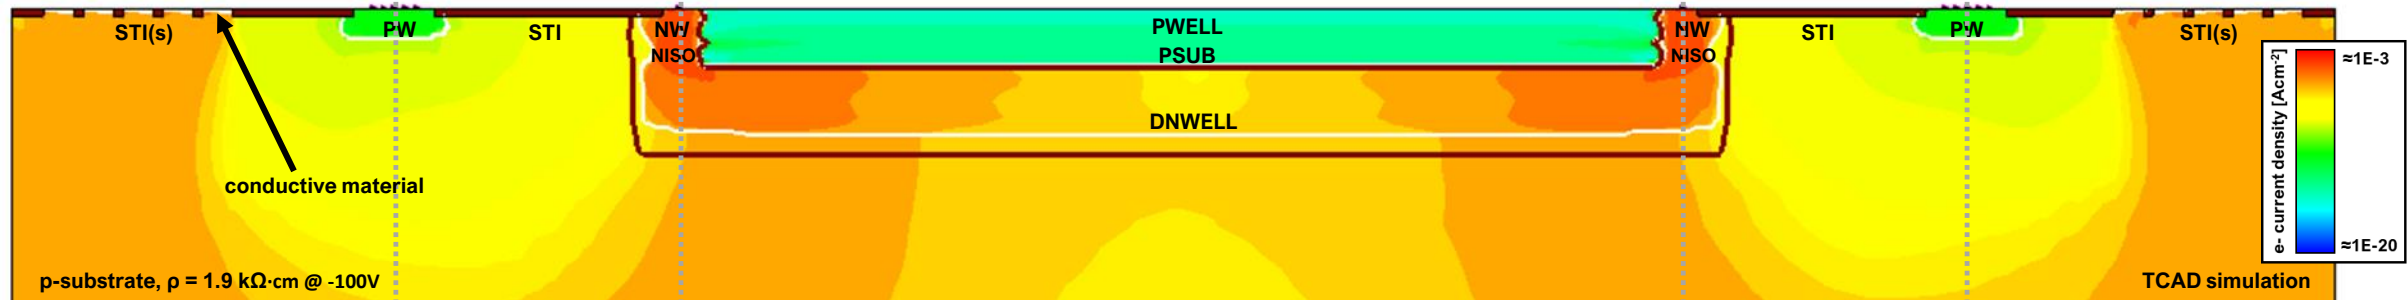 STI(s)
PW
STI
NW
NISO
PWELL
PSUB
DNWELL
NW
NISO
STI
PW
STI(s)
conductive material
p-substrate, ρ = 1.9 kΩ·cm @ -100V
TCAD simulation
e- current density [Acm⁻²]
≈1E-3
≈1E-20